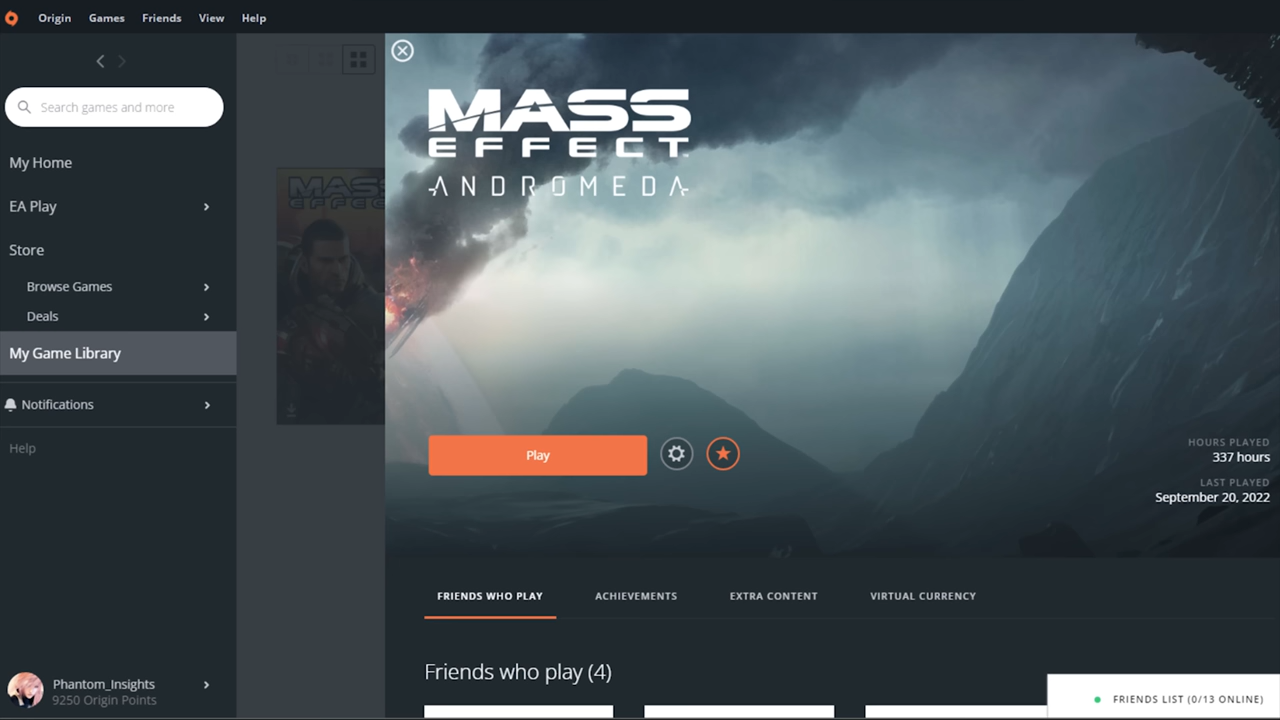 Origin Games Friends View Help
Search games and more
My Home
EA Play
Store
Browse Games
Deals
My Game Library
Notifications
Help
Phantom_Insights
9250 Origin Points
MASS
EFFECT
MASS
EFFECT
ANDROMEDA
Play
HOURS PLAYED
337 hours
LAST PLAYED
September 20, 2022
FRIENDS WHO PLAY ACHIEVEMENTS EXTRA CONTENT VIRTUAL CURRENCY
Friends who play (4)
FRIENDS LIST (0/13 ONLINE)